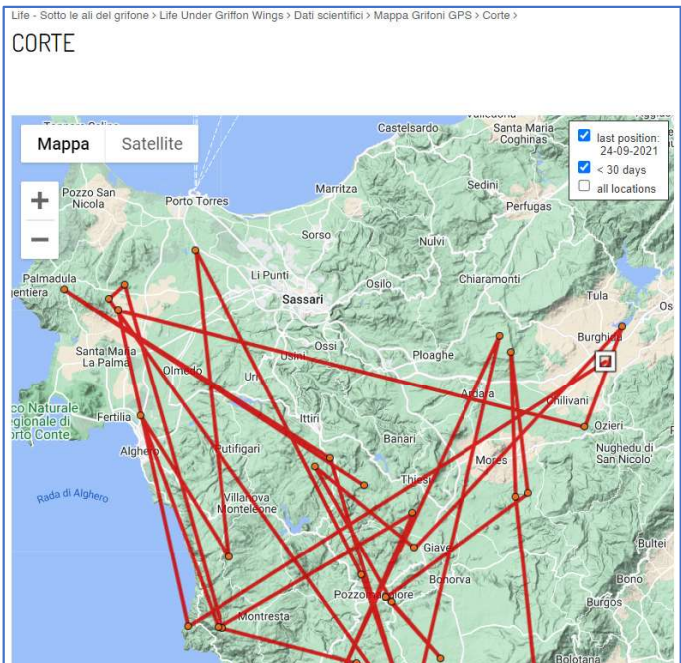 Life - Sotto le ali del grifone > Life Under Griffon Wings > Dati scientifici > Mappa Grifoni GPS > Corte >
CORTE
Mappa
Satellite
last position:
24-09-2021
< 30 days
all locations
+
−
Castelsardo
Santa Maria
Coghinas
Pozzo San
Nicola
Porto Torres
Marritza
Sedini
Perfugas
Sorso
Nulvi
Palmadula
Li Punti
Osilo
Chiaramonti
Tula
Sassari
Burghidu
Santa Maria
La Palma
Olmedo
Usini
Ossi
Ploaghe
Uri
Ardara
Chilivani
Fertilia
Ittiri
Ozieri
Alghero
Putifigari
Banari
Mores
Nughedu di
San Nicolo'
Thiesi
Rada di Alghero
Villanova
Monteleone
Giave
Bultei
Bonorva
Bono
Pozzomaggiore
Burgos
Montresta
Bolotana